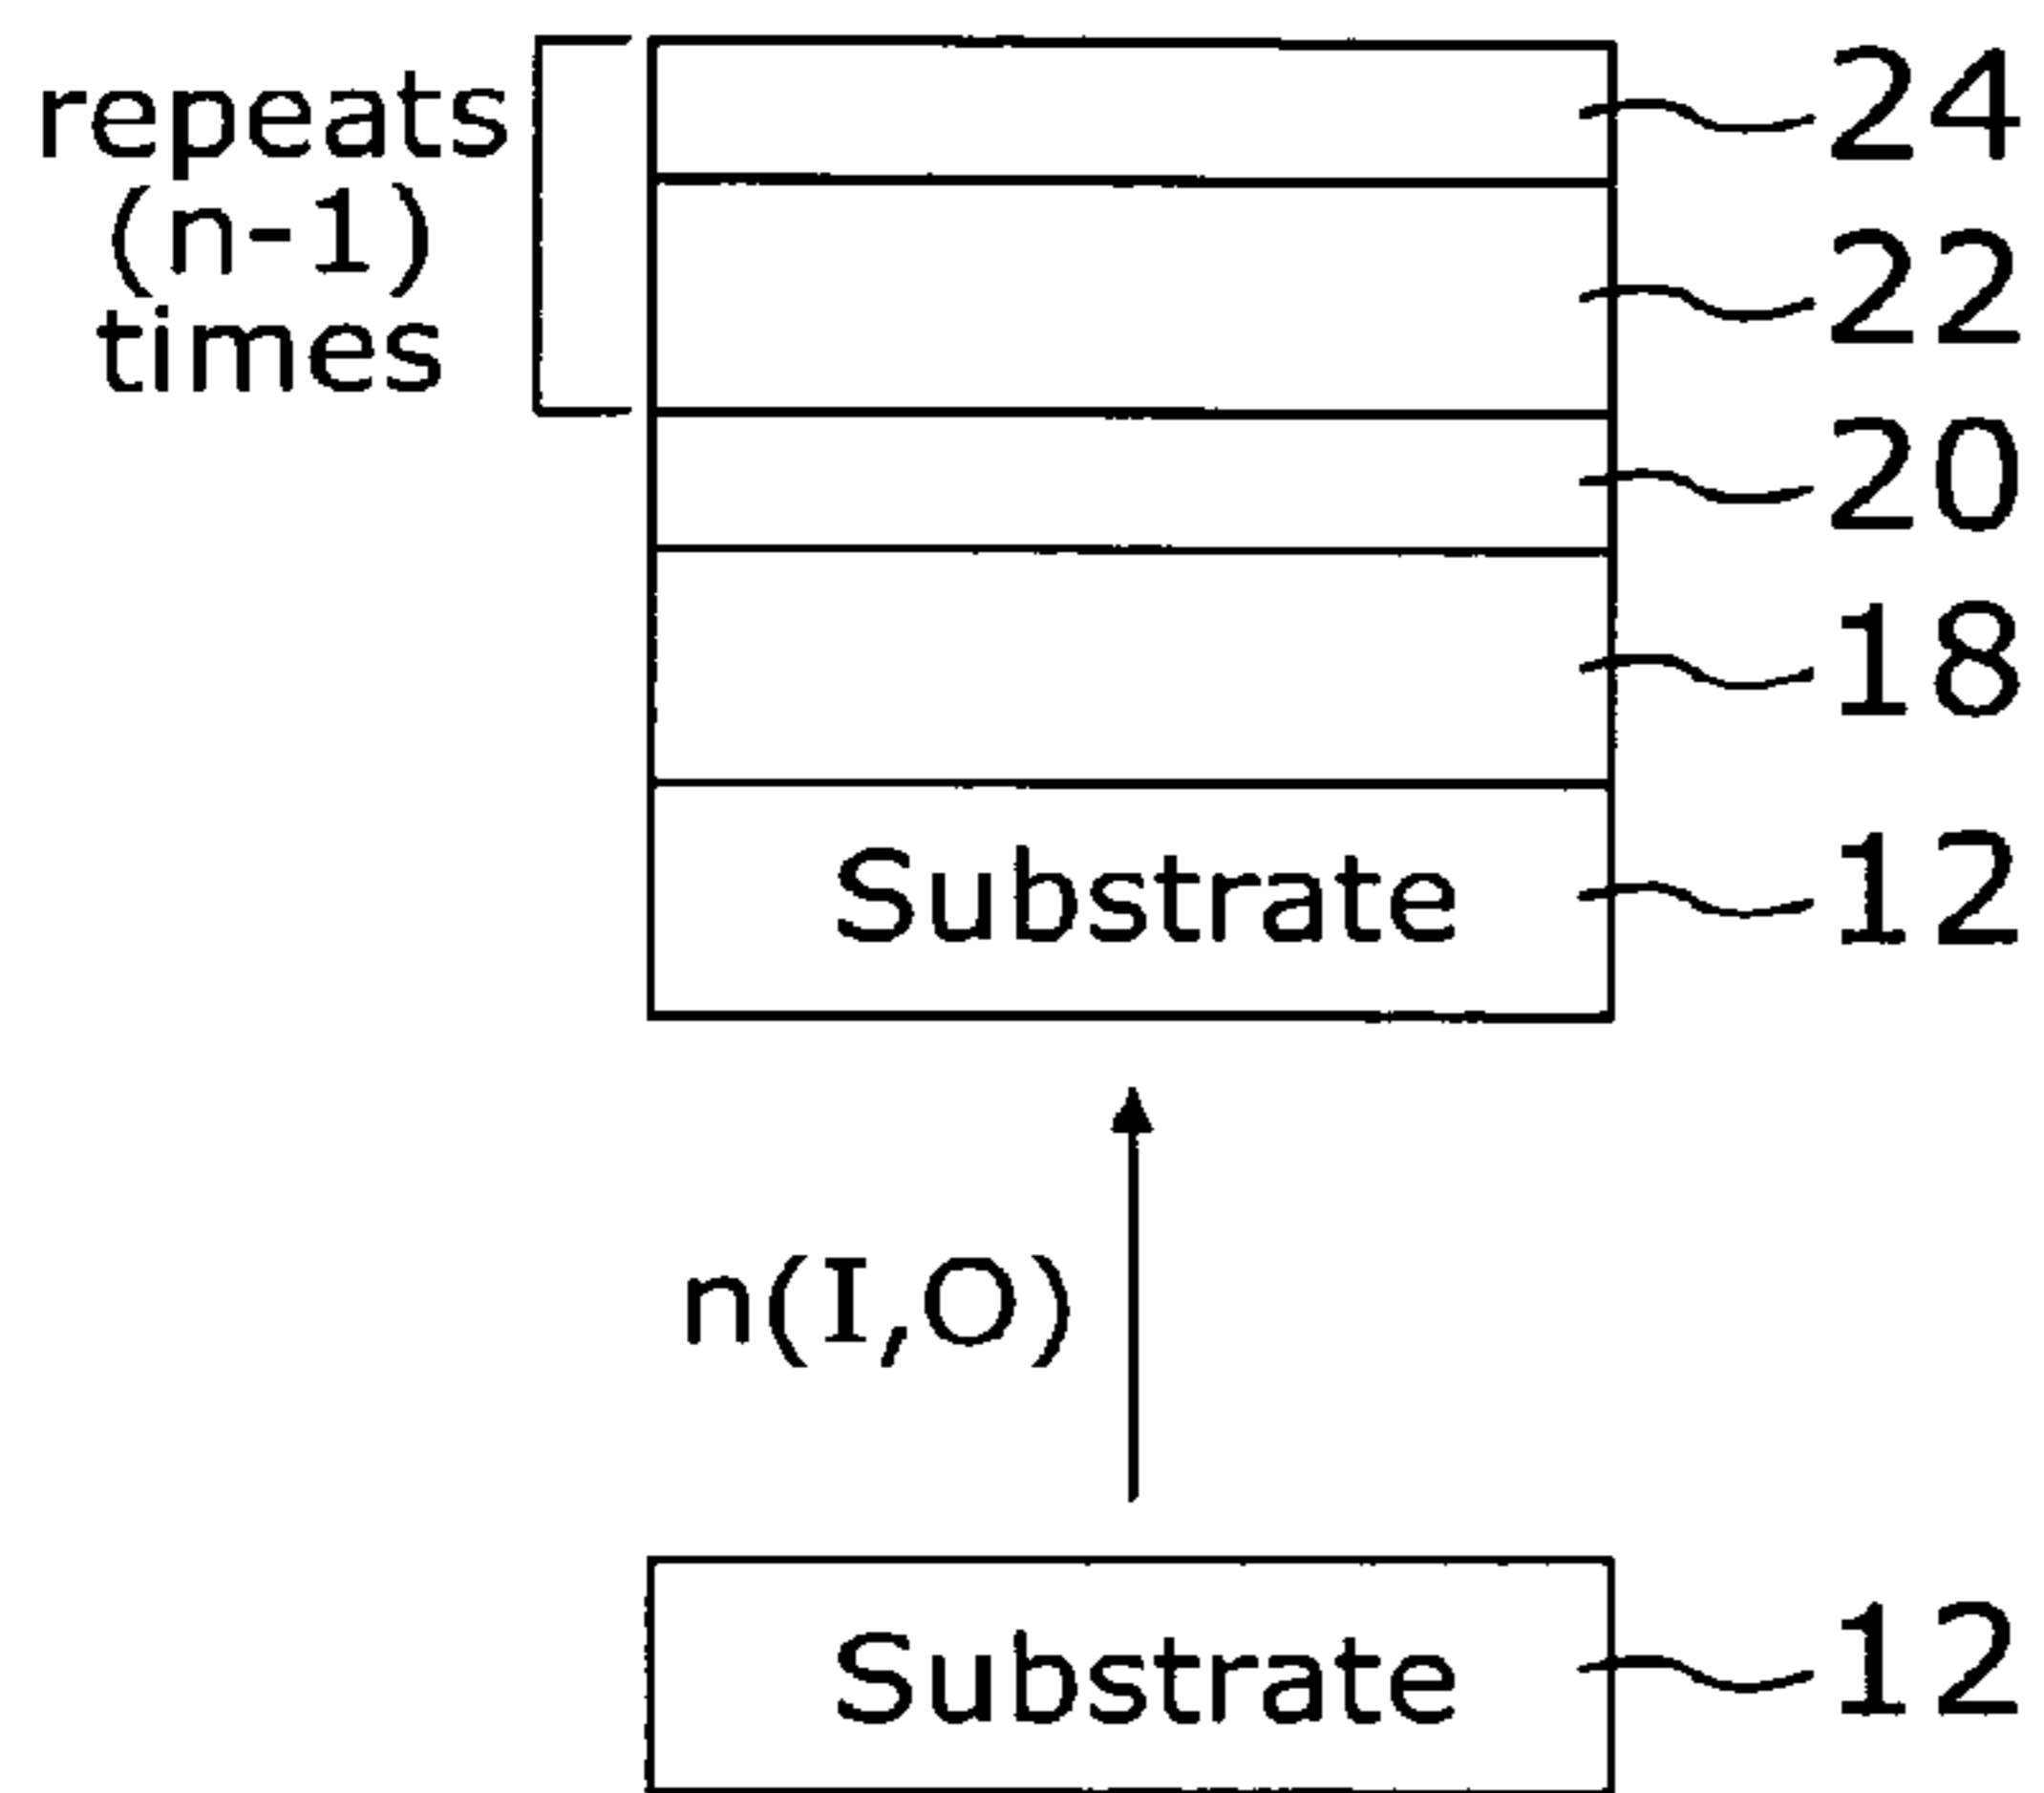 repeats
(n-1)
times
24
22
20
18
Substrate 12
n(I,O)
Substrate 12